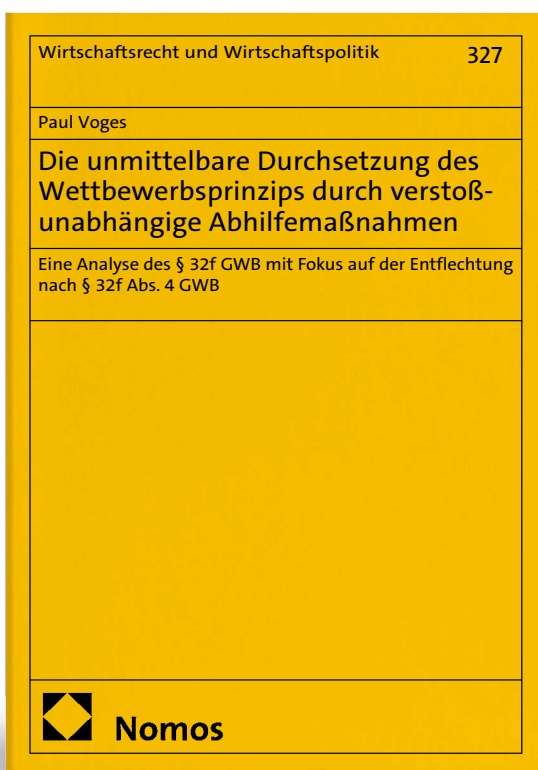 Wirtschaftsrecht und Wirtschaftspolitik 327
Paul Voges
Die unmittelbare Durchsetzung des
Wettbewerbsprinzips durch verstoß-
unabhängige Abhilfemaßnahmen
Eine Analyse des § 32f GWB mit Fokus auf der Entflechtung
nach § 32f Abs. 4 GWB
Nomos